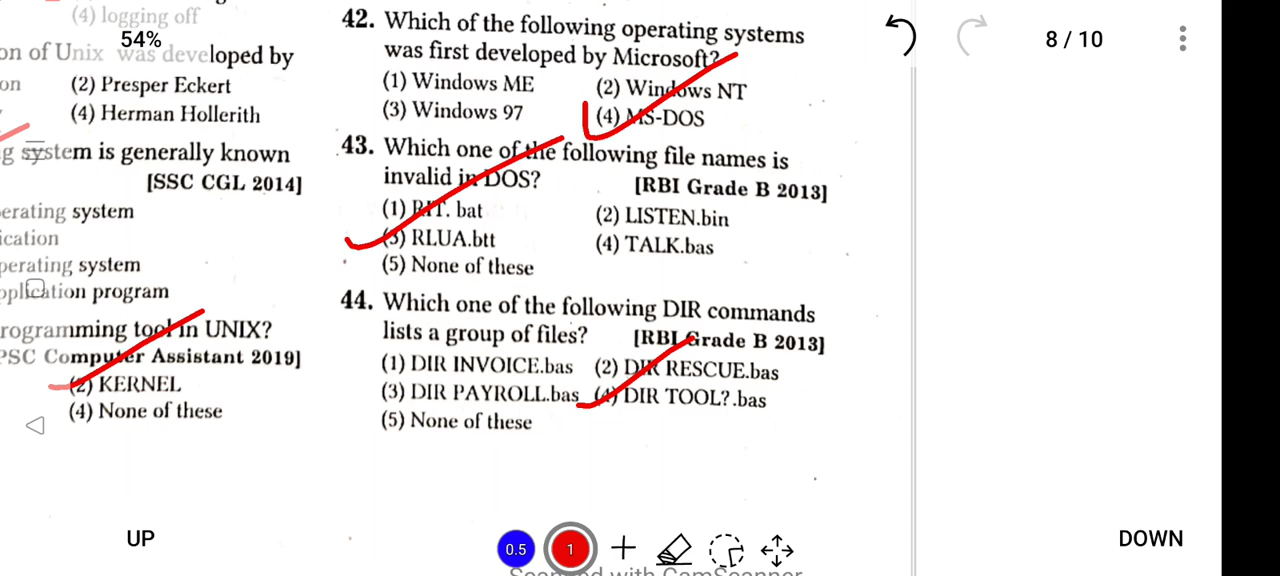 (4) logging off
54%
on of Unix was developed by
on (2) Presper Eckert
(4) Herman Hollerith
g system is generally known
[SSC CGL 2014]
erating system
ication
perating system
pplication program
rogramming tool in UNIX?
PSC Computer Assistant 2019]
(2) KERNEL
(4) None of these
42. Which of the following operating systems
was first developed by Microsoft?
(1) Windows ME (2) Windows NT
(3) Windows 97 (4) MS-DOS
43. Which one of the following file names is
invalid in DOS? [RBI Grade B 2013]
(1) RIT. bat (2) LISTEN.bin
(3) RLUA.btt (4) TALK.bas
(5) None of these
44. Which one of the following DIR commands
lists a group of files? [RBI Grade B 2013]
(1) DIR INVOICE.bas (2) DIR RESCUE.bas
(3) DIR PAYROLL.bas (4) DIR TOOL?.bas
(5) None of these
8 / 10
UP
0.5
1
DOWN
Scanned with CamScanner